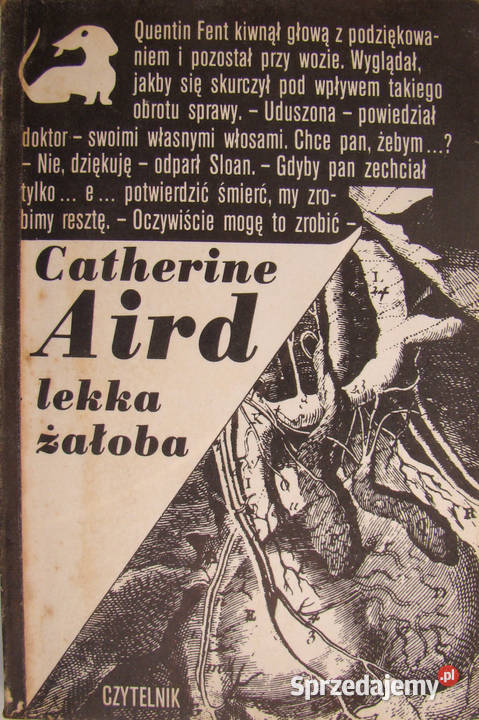 Quentin Fent kiwnął głową z podziękowa-
niem i pozostał przy wozie. Wyglądał,
jakby się skurczył pod wpływem takiego
obrotu sprawy. – Uduszona – powiedział
doktor – swoimi własnymi włosami. Chce pan, żebym ...?
– Nie, dziękuję – odparł Sloan. – Gdyby pan zechciał
tylko ... e ... potwierdzić śmierć, my zro-
bimy resztę. – Oczywiście mogę to zrobić –
Catherine
Aird
lekka
żałoba
CZYTELNIK
Sprzedajemy.pl